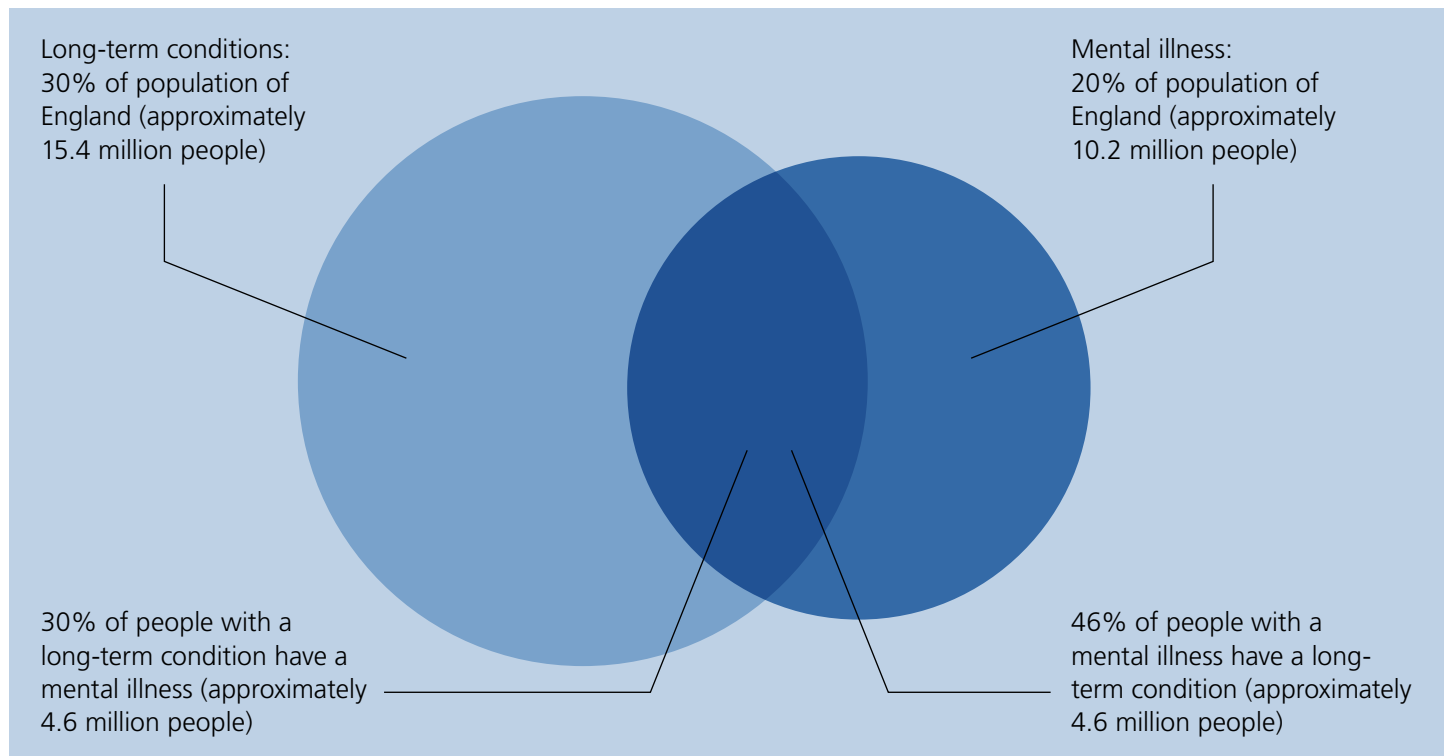 Long-term conditions:
30% of population of
England (approximately
15.4 million people)
Mental illness:
20% of population of
England (approximately
10.2 million people)
30% of people with a
long-term condition have a
mental illness (approximately
4.6 million people)
46% of people with a
mental illness have a long-
term condition (approximately
4.6 million people)